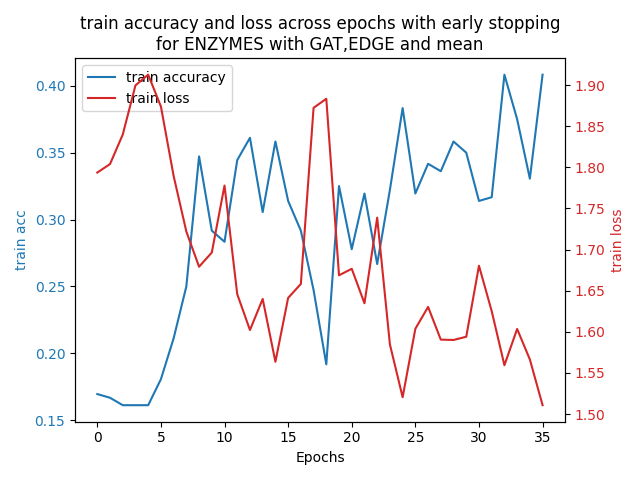 train accuracy and loss across epochs with early stopping
for ENZYMES with GAT,EDGE and mean
train accuracy
train loss
0.40
0.35
0.30
0.25
0.20
0.15
train acc
1.90
1.85
1.80
1.75
1.70
1.65
1.60
1.55
1.50
train loss
0 5 10 15 20 25 30 35
Epochs